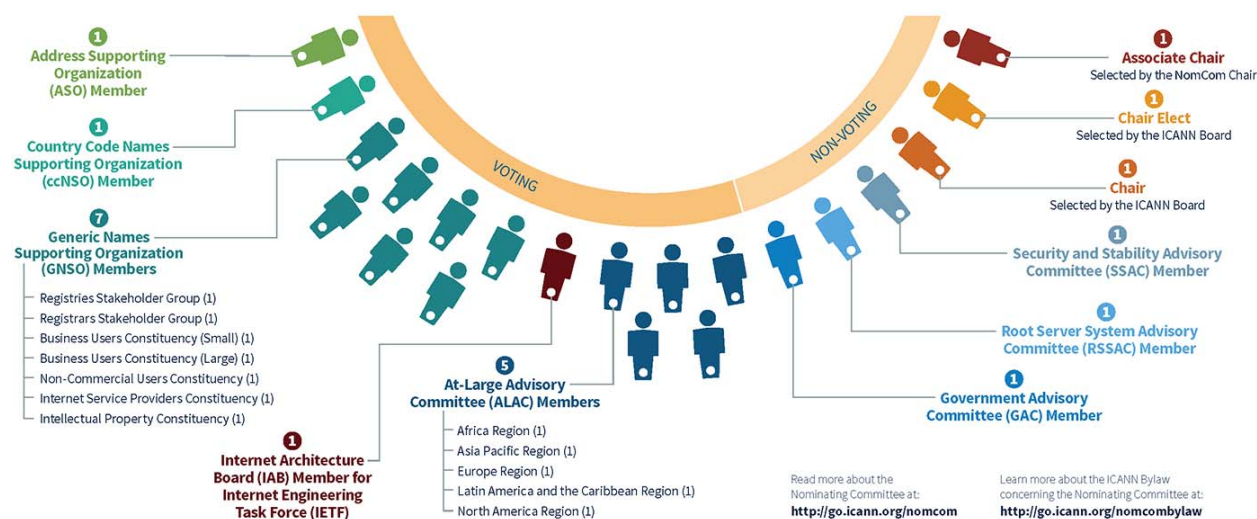 1
Address Supporting
Organization
(ASO) Member
1
Country Code Names
Supporting Organization
(ccNSO) Member
7
Generic Names
Supporting Organization
(GNSO) Members
Registries Stakeholder Group (1)
Registrars Stakeholder Group (1)
Business Users Constituency (Small) (1)
Business Users Constituency (Large) (1)
Non-Commercial Users Constituency (1)
Internet Service Providers Constituency (1)
Intellectual Property Constituency (1)
1
Internet Architecture
Board (IAB) Member for
Internet Engineering
Task Force (IETF)
5
At-Large Advisory
Committee (ALAC) Members
Africa Region (1)
Asia Pacific Region (1)
Europe Region (1)
Latin America and the Caribbean Region (1)
North America Region (1)
VOTING
NON-VOTING
1
Associate Chair
Selected by the NomCom Chair
1
Chair Elect
Selected by the ICANN Board
1
Chair
Selected by the ICANN Board
1
Security and Stability Advisory
Committee (SSAC) Member
1
Root Server System Advisory
Committee (RSSAC) Member
1
Government Advisory
Committee (GAC) Member
Read more about the
Nominating Committee at:
http://go.icann.org/nomcom
Learn more about the ICANN Bylaw
concerning the Nominating Committee at:
http://go.icann.org/nomcombylaw